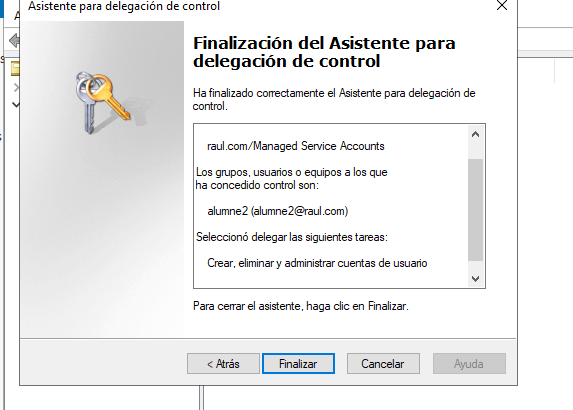 Asistente para delegación de control
Finalización del Asistente para
delegación de control
Ha finalizado correctamente el Asistente para delegación de
control.
raul.com/Managed Service Accounts
Los grupos, usuarios o equipos a los que
ha concedido control son:
alumne2 (alumne2@raul.com)
Seleccionó delegar las siguientes tareas:
Crear, eliminar y administrar cuentas de usuario
Para cerrar el asistente, haga clic en Finalizar.
< Atrás
Finalizar
Cancelar
Ayuda